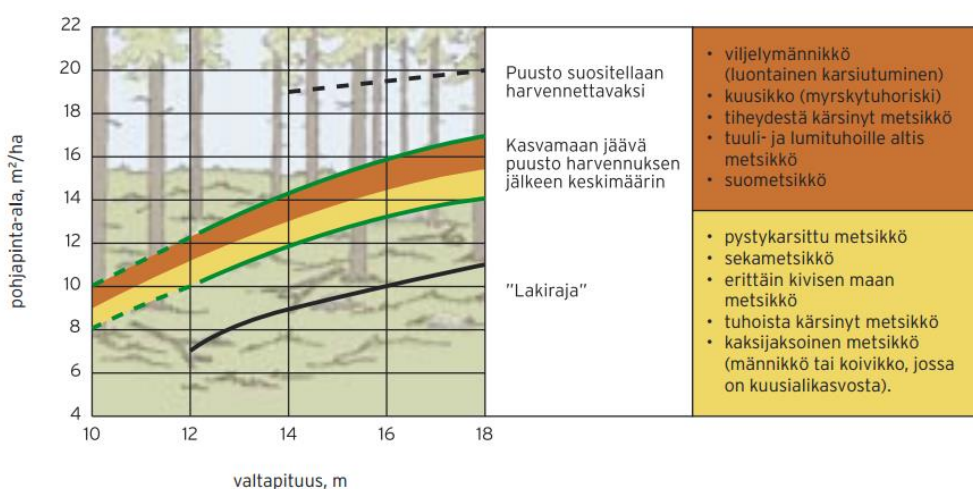 22
20
18
16
14
12
10
8
6
4
pohjapinta-ala, m²/ha
10
12
14
16
18
valtapituus, m
Puusto suositellaan
harvennettavaksi
Kasvamaan jäävä
puusto harvennuksen
jälkeen keskimäärin
"Lakiraja"
• viljelymännikkö
(luontainen karsiutuminen)
• kuusikko (myrskytuhoriski)
• tiheydestä kärsinyt metsikkö
• tuuli- ja lumituhoille altis
metsikkö
• suometsikkö
• pystykarsittu metsikkö
• sekametsikkö
• erittäin kivisen maan
metsikkö
• tuhoista kärsinyt metsikkö
• kaksijaksoinen metsikkö
(männikkö tai koivikko, jossa
on kuusialikasvosta).